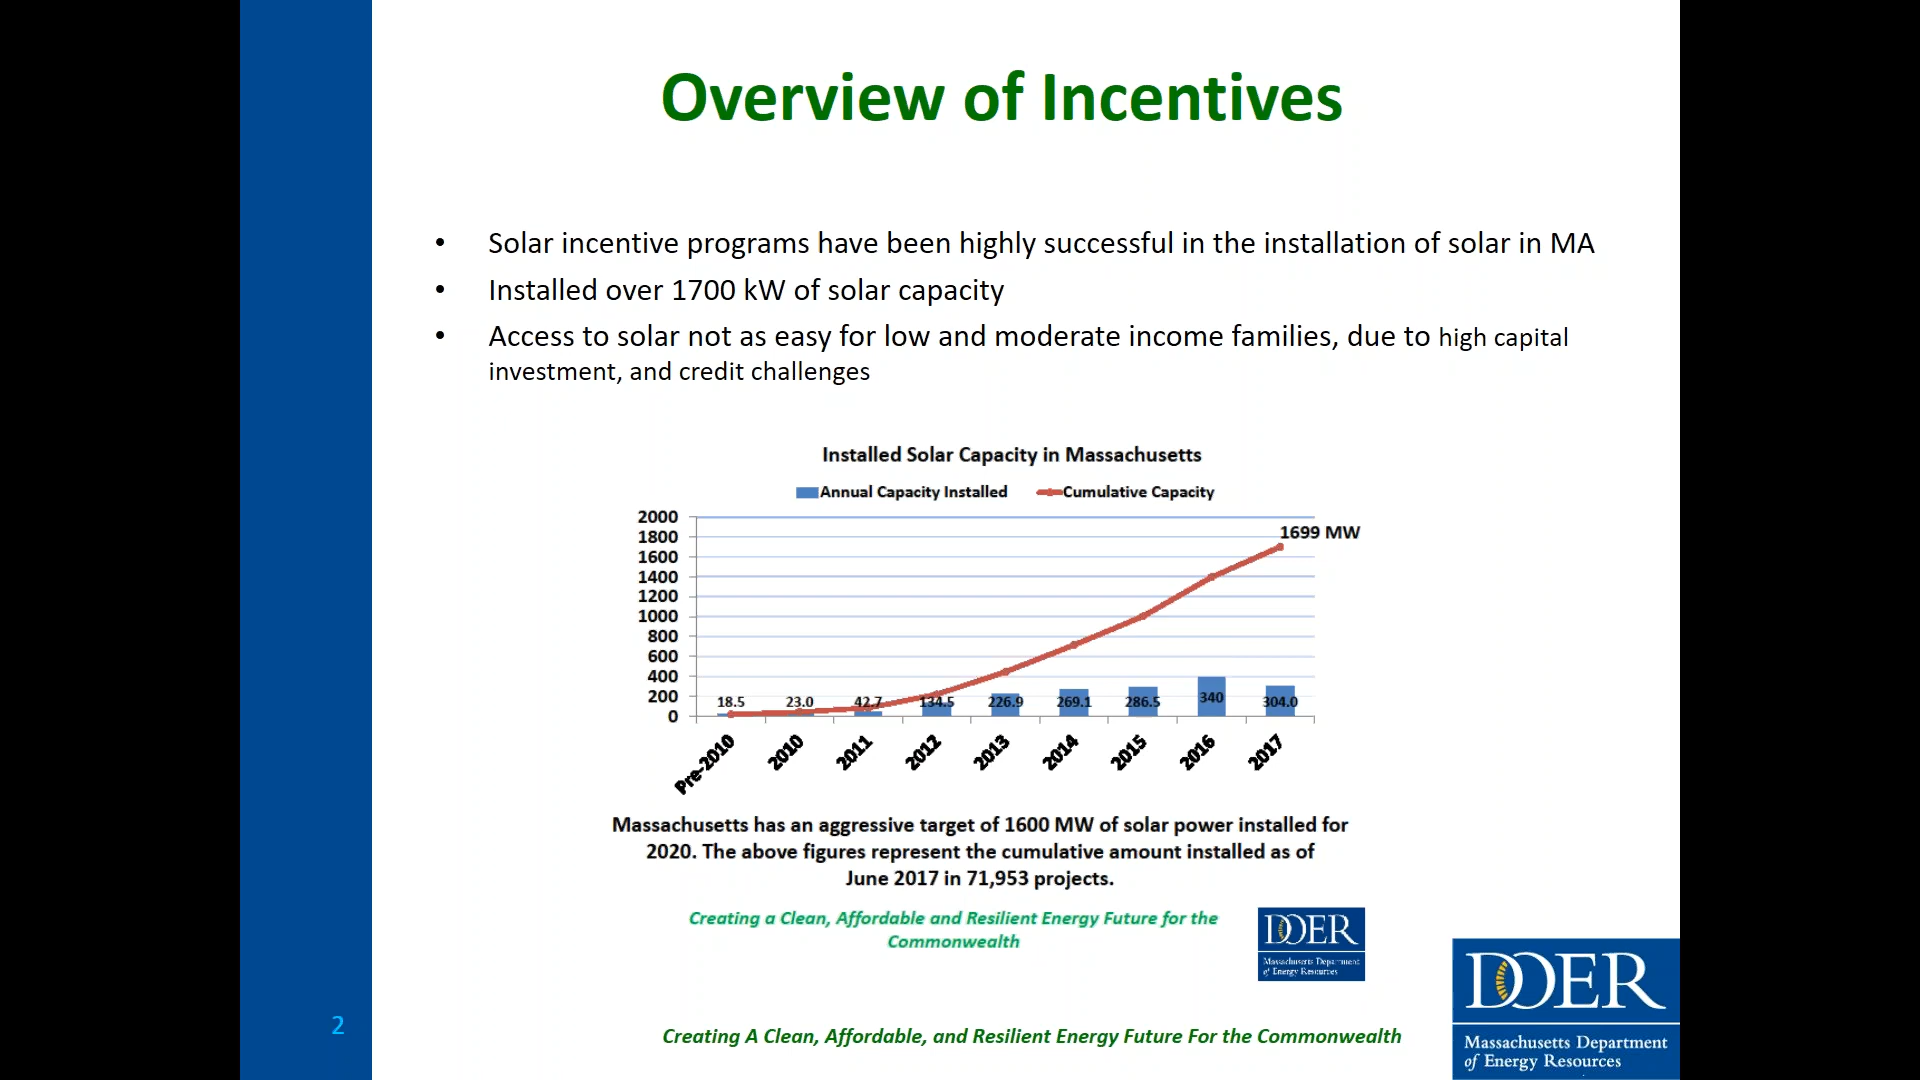 Overview of Incentives
• Solar incentive programs have been highly successful in the installation of solar in MA
• Installed over 1700 kW of solar capacity
• Access to solar not as easy for low and moderate income families, due to high capital
investment, and credit challenges
Installed Solar Capacity in Massachusetts
Annual Capacity Installed Cumulative Capacity
2000
1800
1600
1400
1200
1000
800
600
400
200
0
1699 MW
18.5 23.0 42.7 134.5 226.9 269.1 286.5 340 304.0
Pre-2010 2010 2011 2012 2013 2014 2015 2016 2017
Massachusetts has an aggressive target of 1600 MW of solar power installed for
2020. The above figures represent the cumulative amount installed as of
June 2017 in 71,953 projects.
Creating a Clean, Affordable and Resilient Energy Future for the
Commonwealth
DOER
Massachusetts Department
of Energy Resources
2
Creating A Clean, Affordable, and Resilient Energy Future For the Commonwealth
DOER
Massachusetts Department
of Energy Resources